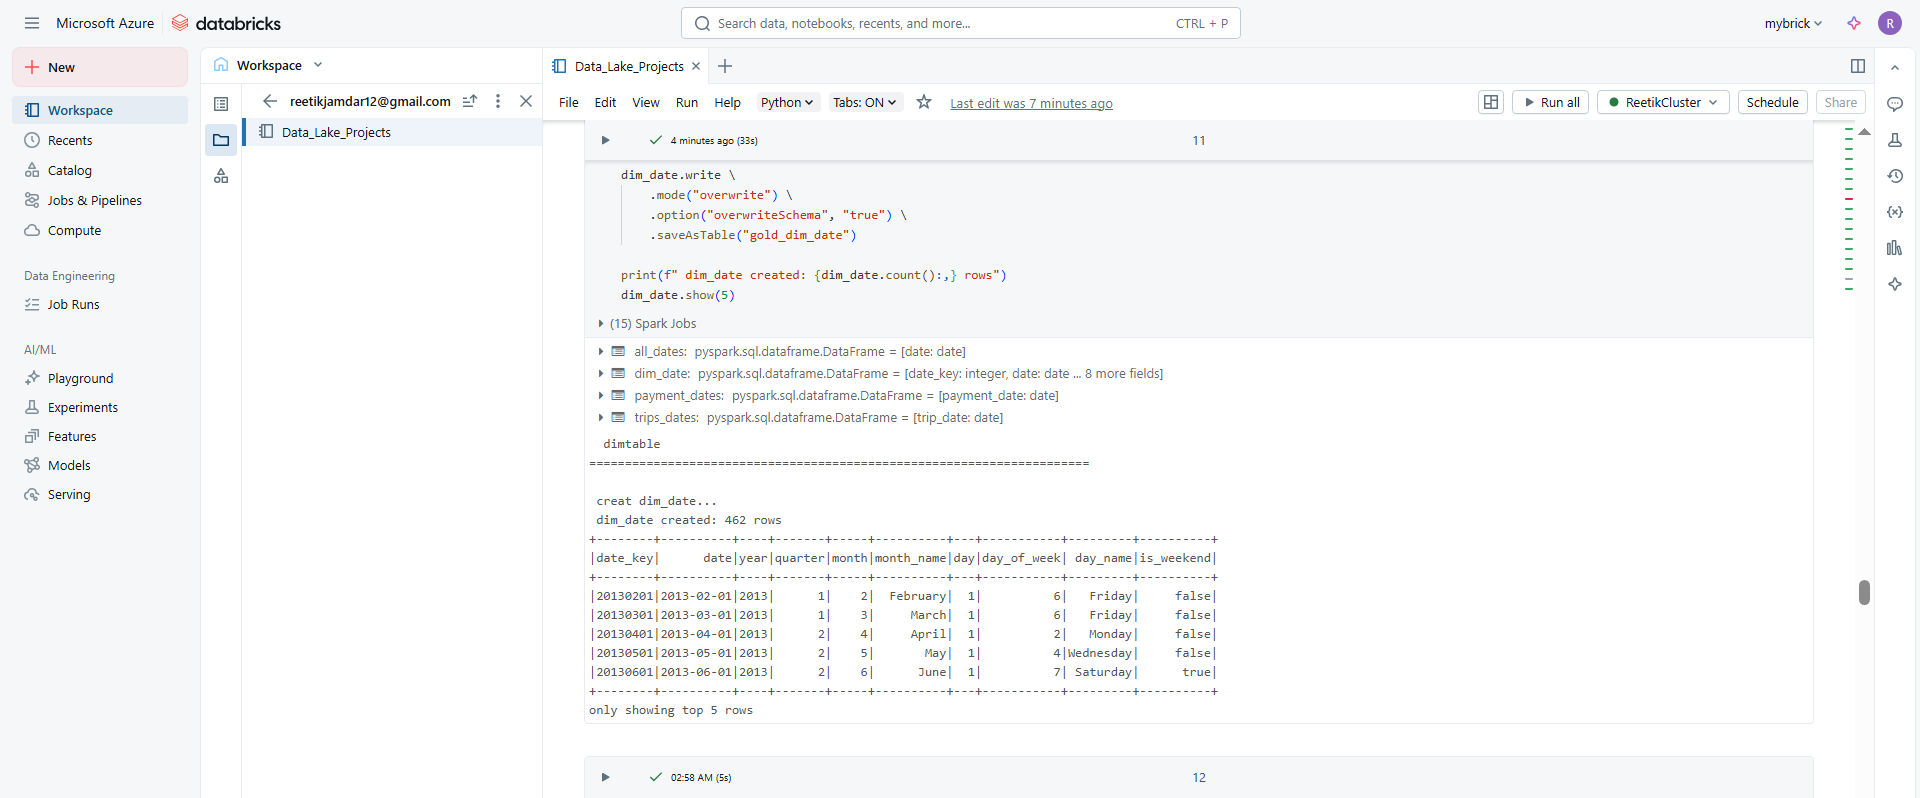 Microsoft Azure databricks
Search data, notebooks, recents, and more... CTRL + P
mybrick
R
New
Workspace
Recents
Catalog
Jobs & Pipelines
Compute
Data Engineering
Job Runs
AI/ML
Playground
Experiments
Features
Models
Serving
Workspace
reetikjamdar12@gmail.com
Data_Lake_Projects
Data_Lake_Projects
File Edit View Run Help Python Tabs: ON Last edit was 7 minutes ago
Run all ReetikCluster Schedule Share
4 minutes ago (33s) 11
dim_date.write \
.mode("overwrite") \
.option("overwriteSchema", "true") \
.saveAsTable("gold_dim_date")
print(f" dim_date created: {dim_date.count():,} rows")
dim_date.show(5)
(15) Spark Jobs
all_dates: pyspark.sql.dataframe.DataFrame = [date: date]
dim_date: pyspark.sql.dataframe.DataFrame = [date_key: integer, date: date ... 8 more fields]
payment_dates: pyspark.sql.dataframe.DataFrame = [payment_date: date]
trips_dates: pyspark.sql.dataframe.DataFrame = [trip_date: date]
dimtable
======================================================================
creat dim_date...
dim_date created: 462 rows
+--------+----------+----+-------+-----+----------+---+-----------+---------+----------+
|date_key|      date|year|quarter|month|month_name|day|day_of_week| day_name|is_weekend|
+--------+----------+----+-------+-----+----------+---+-----------+---------+----------+
|20130201|2013-02-01|2013|      1|    2|  February|  1|          6|   Friday|     false|
|20130301|2013-03-01|2013|      1|    3|     March|  1|          6|   Friday|     false|
|20130401|2013-04-01|2013|      2|    4|     April|  1|          2|   Monday|     false|
|20130501|2013-05-01|2013|      2|    5|       May|  1|          4|Wednesday|     false|
|20130601|2013-06-01|2013|      2|    6|      June|  1|          7| Saturday|      true|
+--------+----------+----+-------+-----+----------+---+-----------+---------+----------+
only showing top 5 rows
02:58 AM (5s) 12